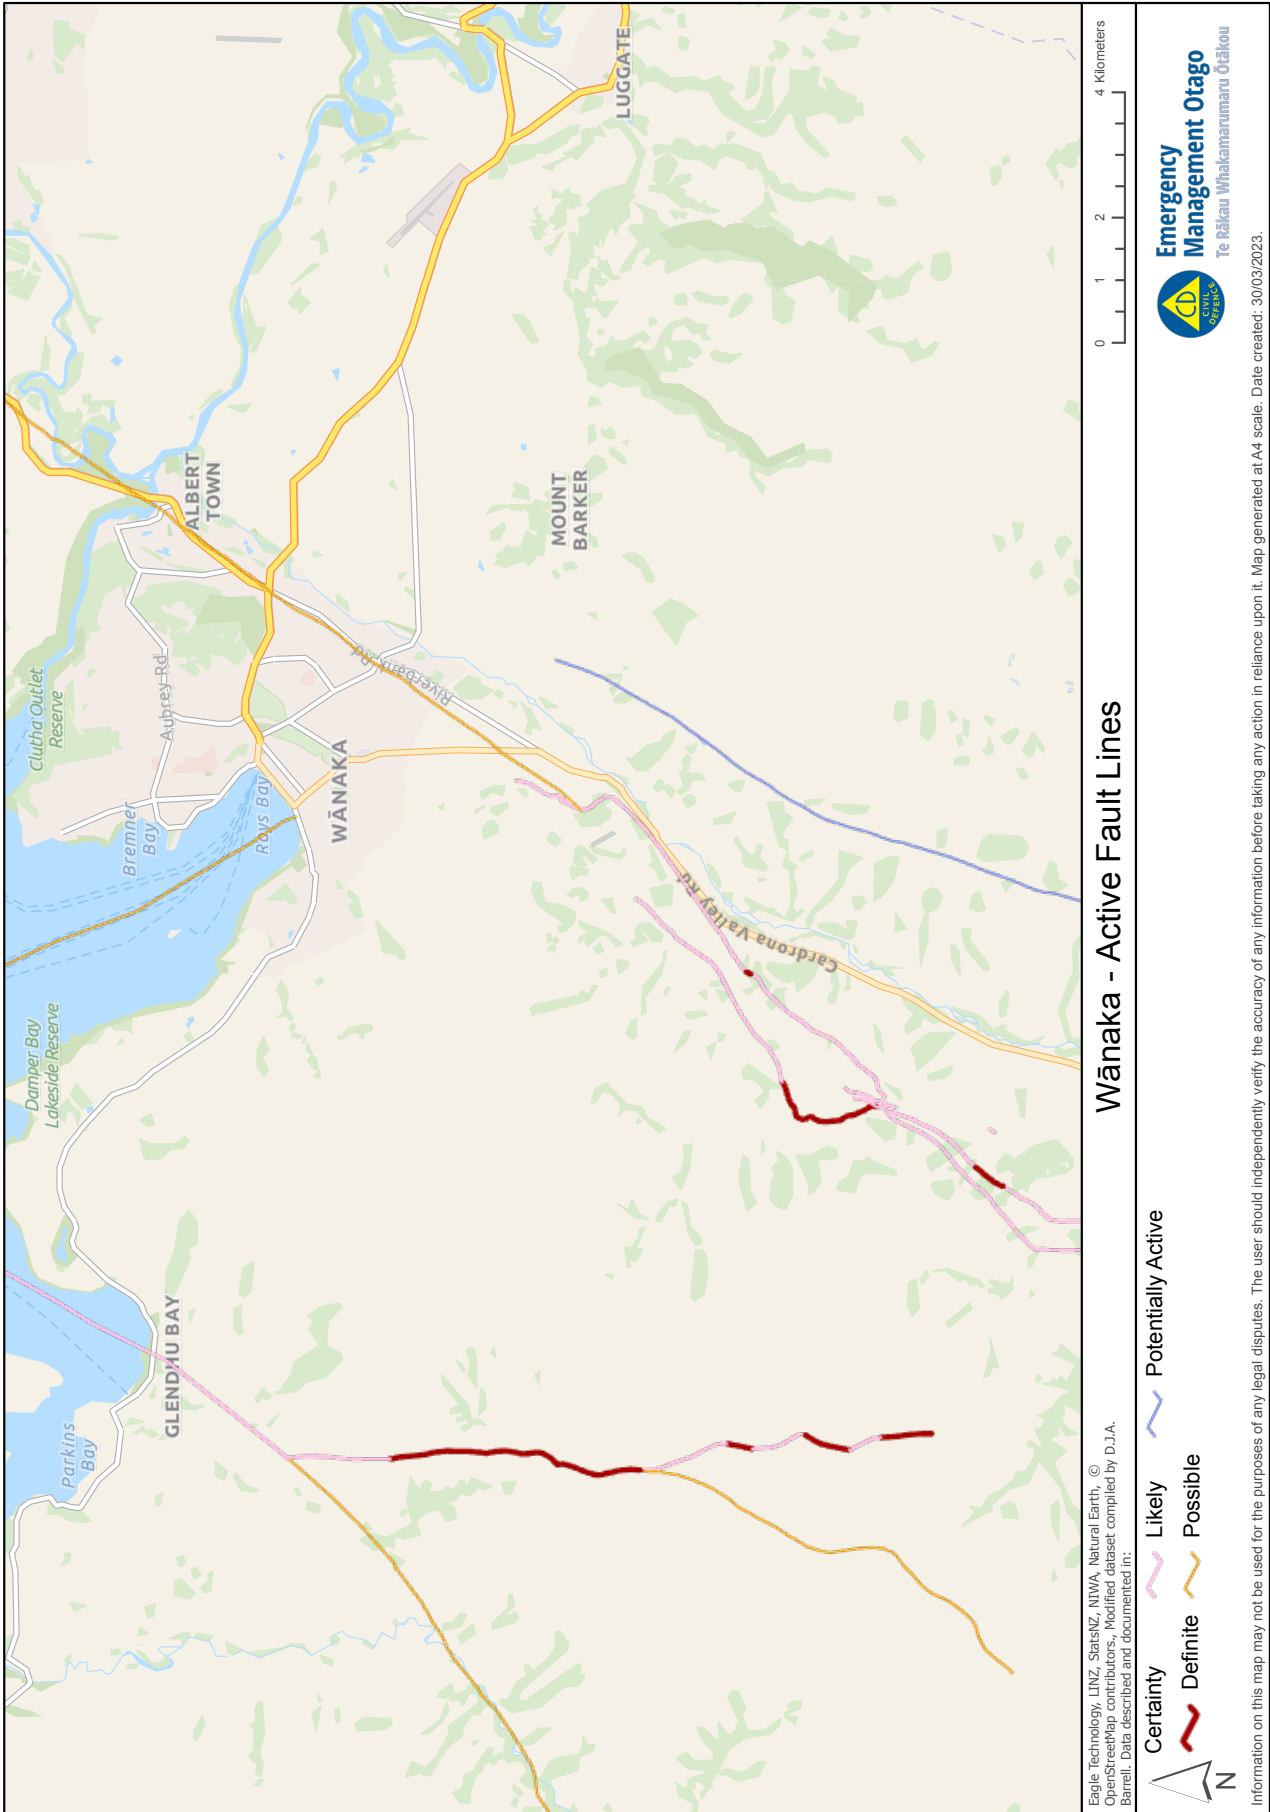 Parkins
Bay
GLENDHU BAY
Damper Bay
Lakeside Reserve
Bremner
Bay
Roys Bay
WĀNAKA
Clutha Outlet
Reserve
Aubrey Rd
Riverbank Rd
ALBERT
TOWN
MOUNT
BARKER
LUGGATE
Cardrona Valley Rd
Eagle Technology, LINZ, StatsNZ, NIWA, Natural Earth, ©
OpenStreetMap contributors., Modified dataset compiled by D.J.A.
Barrell. Data described and documented in:
Wānaka - Active Fault Lines
0 1 2 4 Kilometers
N
Certainty
Definite
Likely
Possible
Potentially Active
CD
CIVIL
DEFENCE
Emergency
Management Otago
Te Rākau Whakamarumaru Ōtākou
Information on this map may not be used for the purposes of any legal disputes. The user should independently verify the accuracy of any information before taking any action in reliance upon it. Map generated at A4 scale. Date created: 30/03/2023.